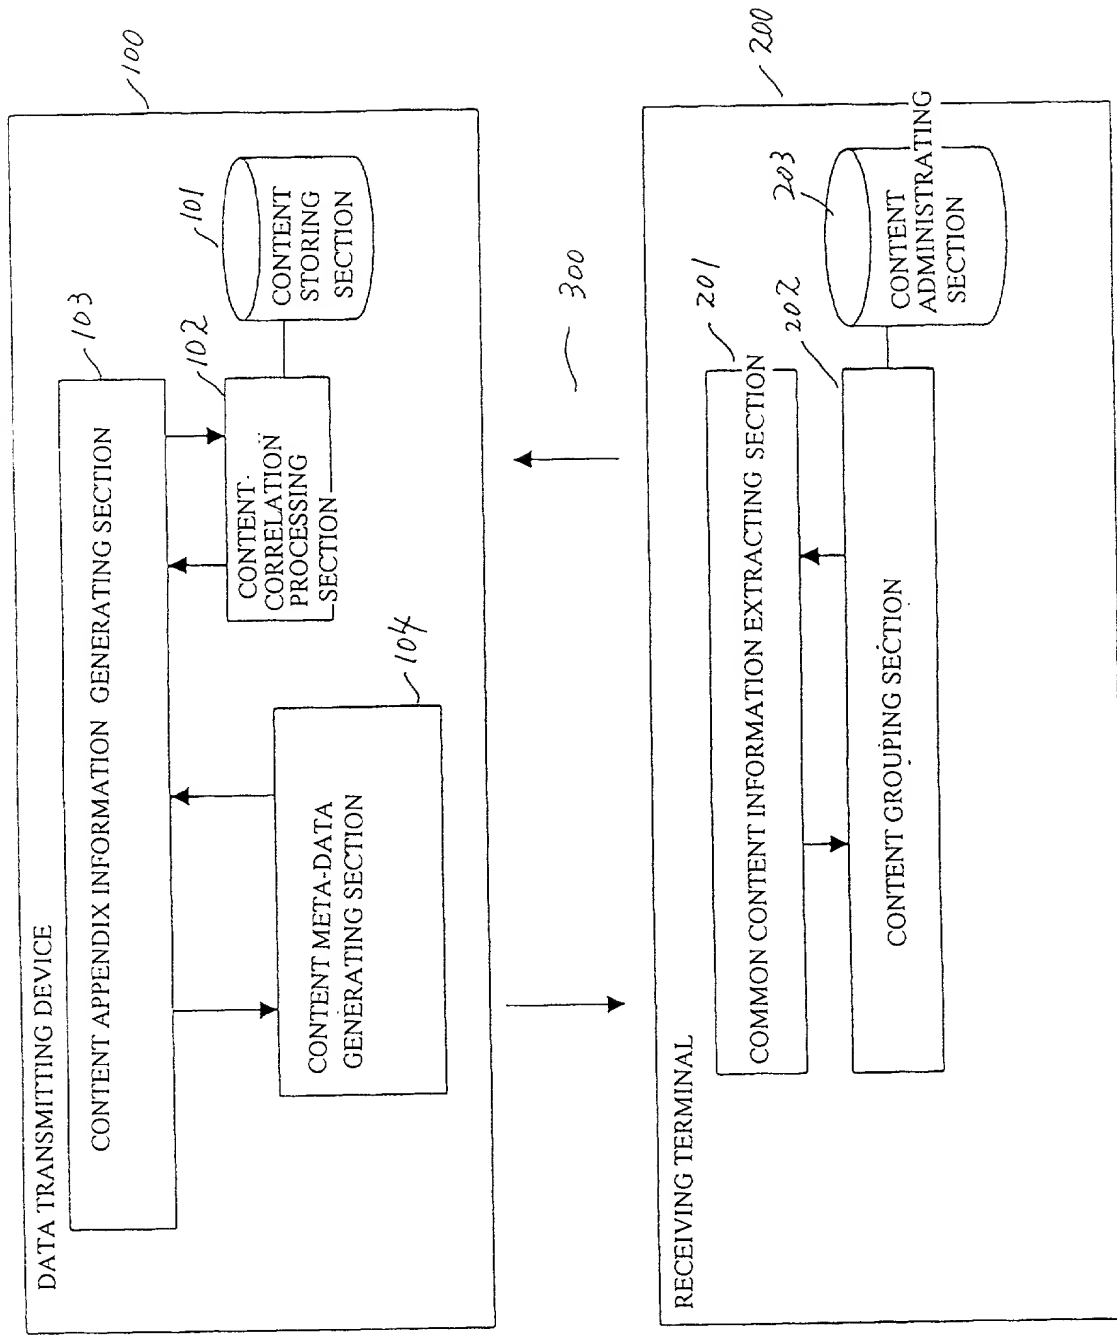 DATA TRANSMITTING DEVICE
100
CONTENT APPENDIX INFORMATION GENERATING SECTION
103
CONTENT META-DATA
GENERATING SECTION
104
CONTENT-
CORRELATION
PROCESSING
SECTION
102
CONTENT
STORING
SECTION
101
300
RECEIVING TERMINAL
200
COMMON CONTENT INFORMATION EXTRACTING SECTION
201
CONTENT GROUPING SECTION
202
CONTENT
ADMINISTRATING
SECTION
203